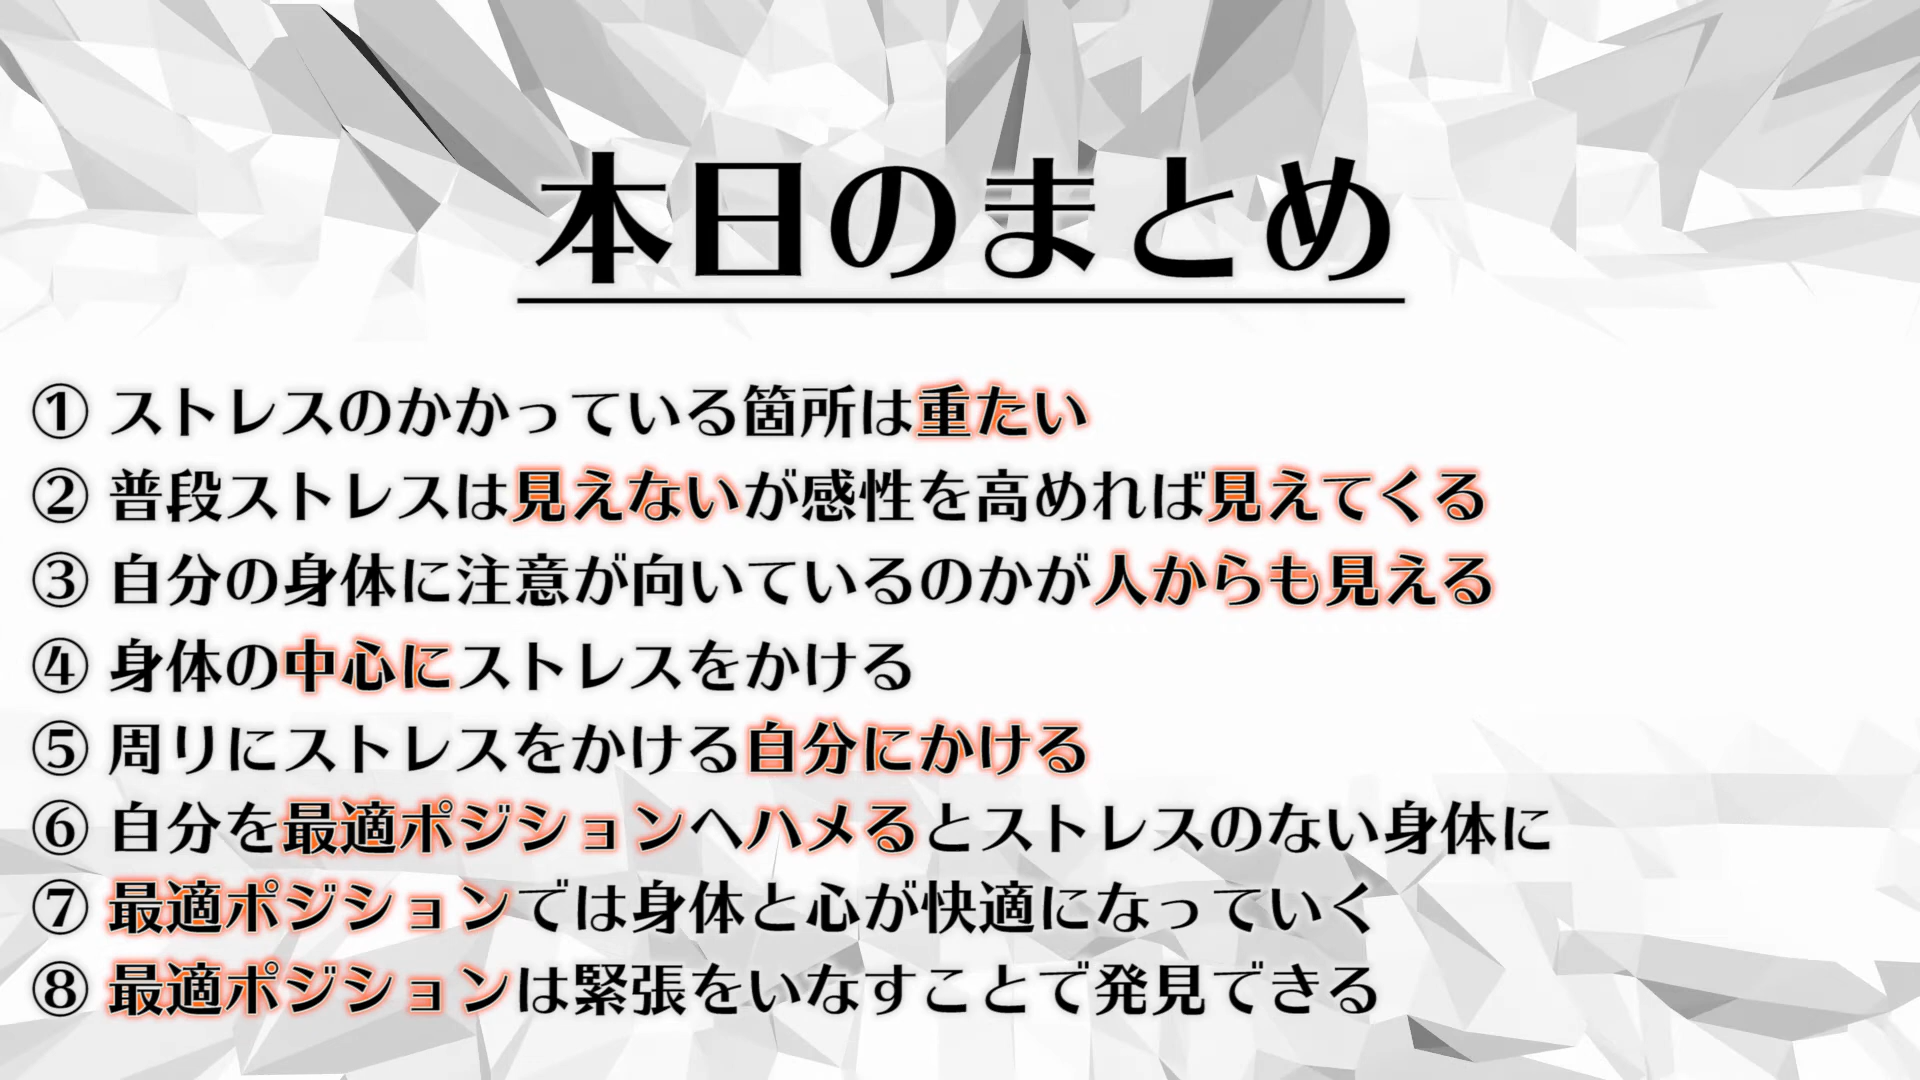 本日のまとめ
① ストレスのかかっている箇所は重たい
② 普段ストレスは見えないが感性を高めれば見えてくる
③ 自分の身体に注意が向いているのかが人からも見える
④ 身体の中心にストレスをかける
⑤ 周りにストレスをかける自分にかける
⑥ 自分を最適ポジションへハメるとストレスのない身体に
⑦ 最適ポジションでは身体と心が快適になっていく
⑧ 最適ポジションは緊張をいなすことで発見できる